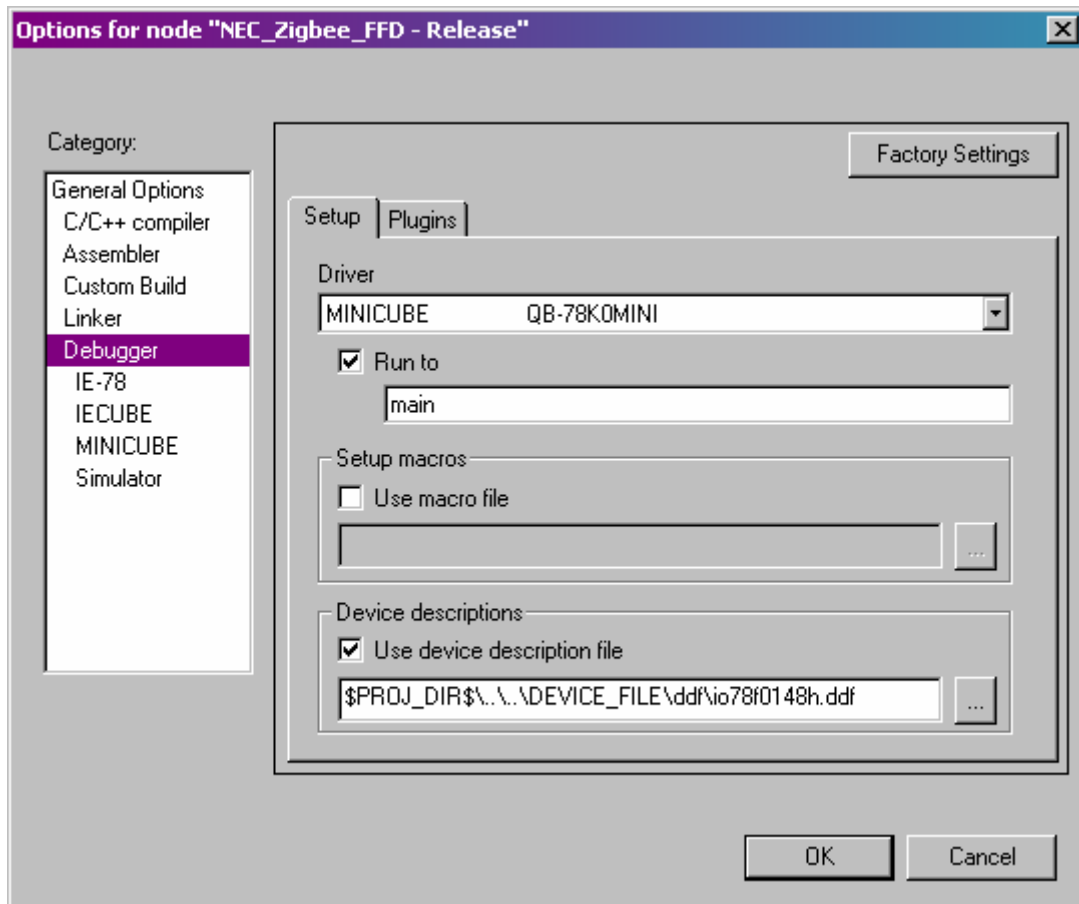 Options for node "NEC_Zigbee_FFD - Release"
Category:
Factory Settings
General Options
C/C++ compiler
Assembler
Custom Build
Linker
Debugger
IE-78
IECUBE
MINICUBE
Simulator
Setup
Plugins
Driver
MINICUBE QB-78K0MINI
Run to
main
Setup macros
Use macro file
...
Device descriptions
Use device description file
$PROJ_DIR$\..\..\DEVICE_FILE\ddf\io78f0148h.ddf
...
OK
Cancel